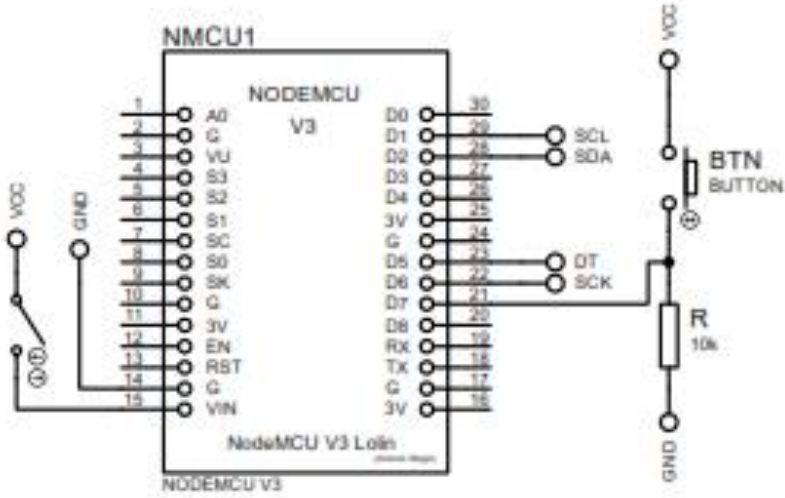 NMCU1
NODEMCU
V3
1 A0
2 G
3 VU
4 S3
5 S2
6 S1
7 SC
8 S0
9 SK
10 G
11 3V
12 EN
13 RST
14 G
15 VIN
30 D0
29 D1 SCL
28 D2 SDA
27 D3
26 D4
25 3V
24 G
23 D5 DT
22 D6 SCK
21 D7
20 D8
19 RX
18 TX
17 G
16 3V
NodeMCU V3 Lolin
NODEMCU V3
VCC
GND
VCC
BTN
BUTTON
R
10k
GND